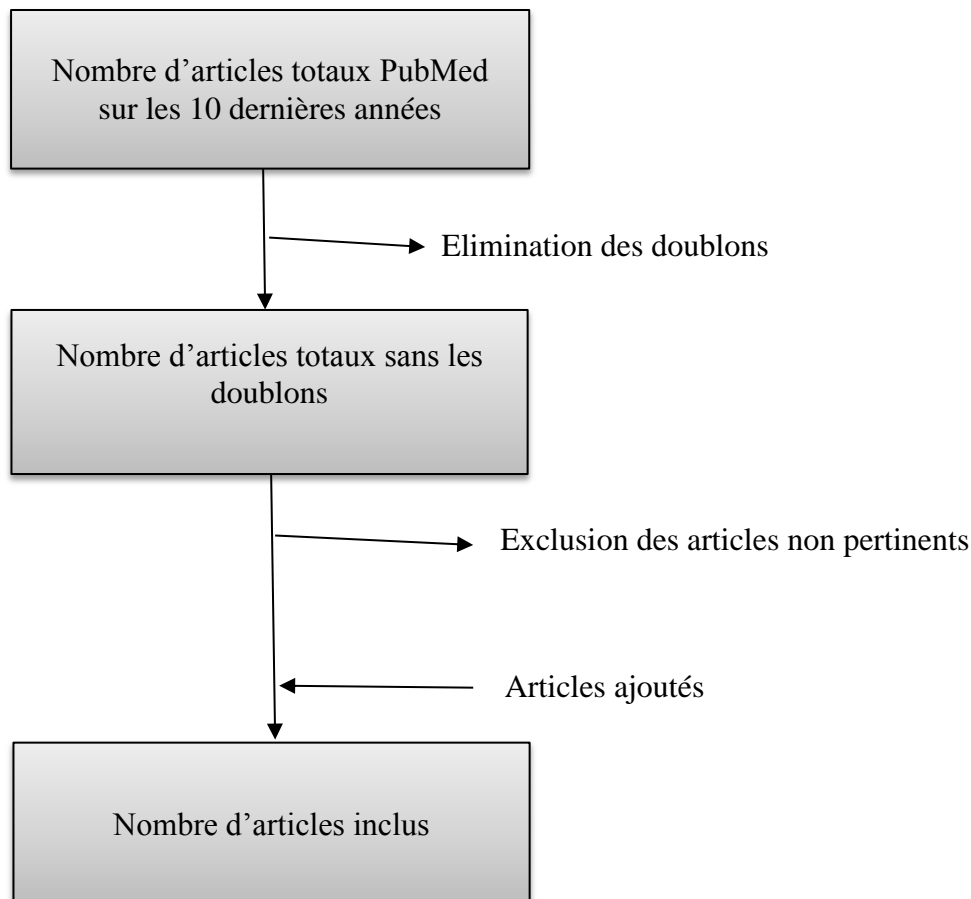 Nombre d’articles totaux PubMed
sur les 10 dernières années
Elimination des doublons
Nombre d’articles totaux sans les
doublons
Exclusion des articles non pertinents
Articles ajoutés
Nombre d’articles inclus